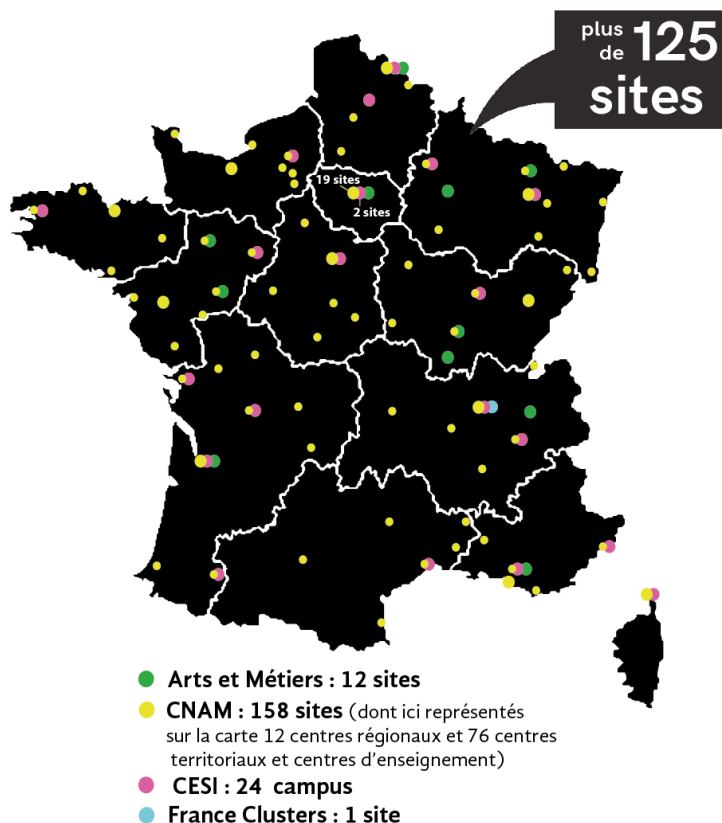 plus
de 125
sites
19 sites
2 sites
Arts et Métiers : 12 sites
CNAM : 158 sites (dont ici représentés
sur la carte 12 centres régionaux et 76 centres
territoriaux et centres d'enseignement)
CESI : 24 campus
France Clusters : 1 site